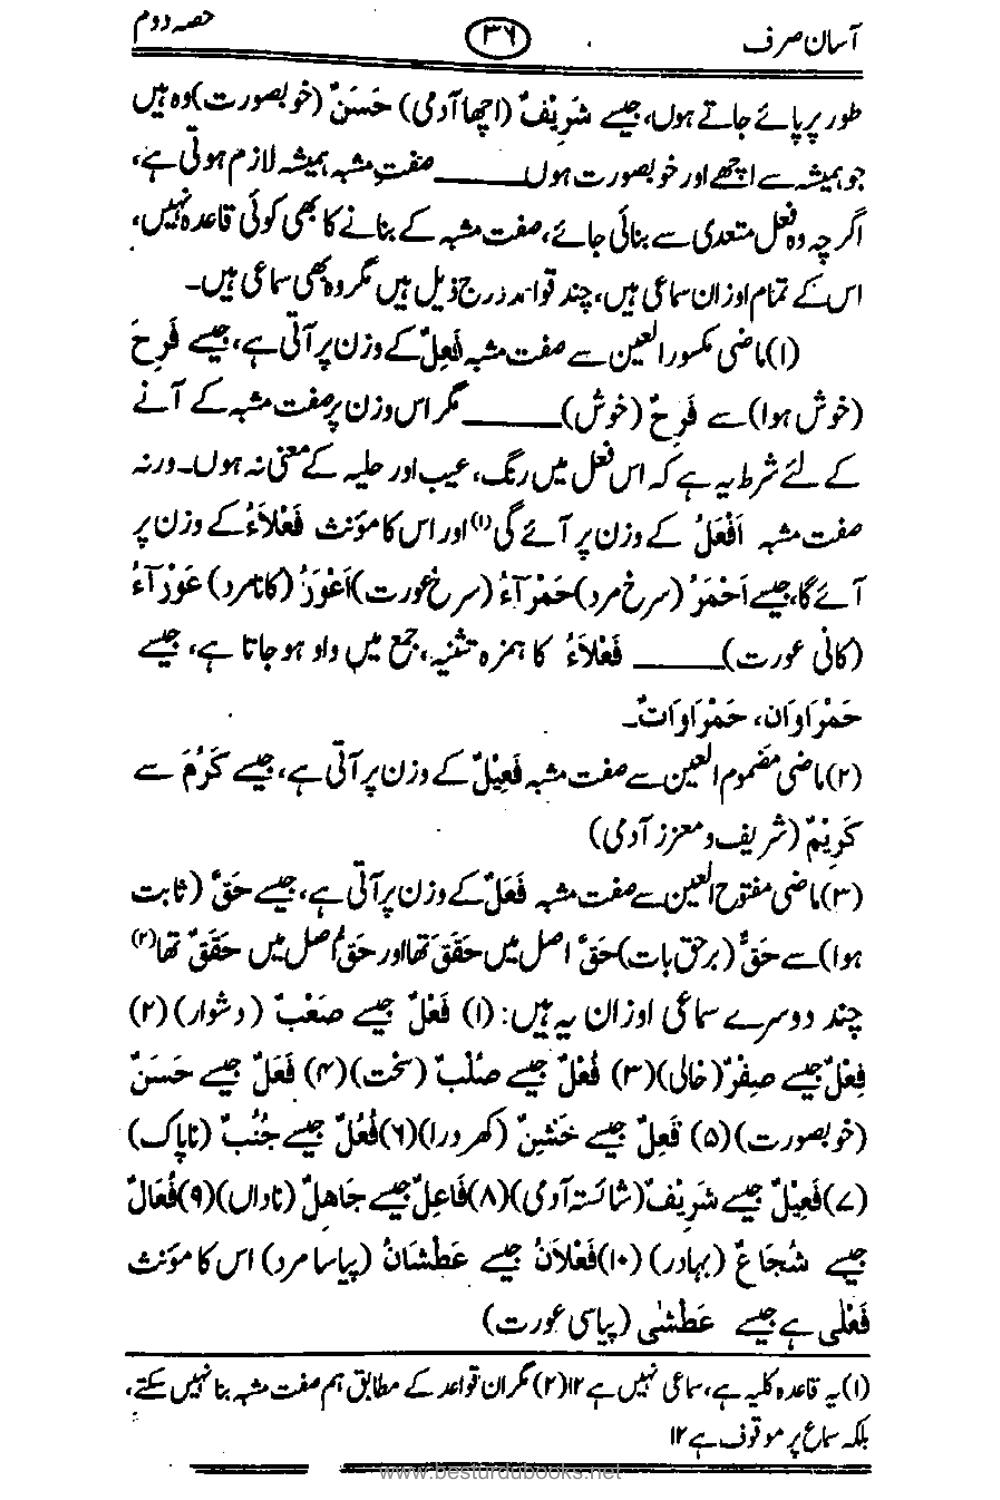 آسان صرف ۳۶ حصہ دوم
طور پر پائے جاتے ہوں، جیسے شَرِیْفٌ (اچھا آدمی) حَسَنٌ (خوبصورت) وہ ہیں
جو ہمیشہ سے اچھے اور خوبصورت ہوں ــــــ صفتِ مشبہ ہمیشہ لازم ہوتی ہے،
اگرچہ وہ فعل متعدی سے بنائی جائے، صفت مشبہ کے بنانے کا بھی کوئی قاعدہ نہیں،
اس کے تمام اوزان سماعی ہیں، چند قواعد درج ذیل ہیں مگر وہ بھی سماعی ہیں۔
(۱) ماضی مکسور العین سے صفت مشبہ فَعِلٌ کے وزن پر آتی ہے، جیسے فَرِحَ
(خوش ہوا) سے فَرِحٌ (خوش) ــــــ مگر اس وزن پر صفت مشبہ کے آنے
کے لئے شرط یہ ہے کہ اس فعل میں رنگ، عیب اور حلیہ کے معنی نہ ہوں۔ ورنہ
صفت مشبہ اَفْعَلُ کے وزن پر آئے گی(۱) اور اس کا مؤنث فَعْلاَءُ کے وزن پر
آئے گا، جیسے اَحْمَرُ (سرخ مرد) حَمْرَآءُ (سرخ عورت) اَعْوَرُ (کانا مرد) عَوْرَآءُ
(کانی عورت) ــــــ فَعْلاَءُ کا ہمزہ تثنیہ، جمع میں واو ہو جاتا ہے، جیسے
حَمْرَاوَانِ، حَمْرَاوَاتٌ۔
(۲) ماضی مضموم العین سے صفت مشبہ فَعِیْلٌ کے وزن پر آتی ہے، جیسے کَرُمَ سے
کَرِیْمٌ (شریف و معزز آدمی)
(۳) ماضی مفتوح العین سے صفت مشبہ فَعَلٌ کے وزن پر آتی ہے، جیسے حَقَّ (ثابت
ہوا) سے حَقٌّ (برحق بات) حَقَّ اصل میں حَقَقَ تھا اور حَقٌّ اصل میں حَقَقٌ تھا(۲)
چند دوسرے سماعی اوزان یہ ہیں: (۱) فَعْلٌ جیسے صَعْبٌ (دشوار) (۲)
فِعْلٌ جیسے صِفْرٌ (خالی) (۳) فُعْلٌ جیسے صُلْبٌ (سخت) (۴) فَعَلٌ جیسے حَسَنٌ
(خوبصورت) (۵) فَعِلٌ جیسے خَشِنٌ (کھردرا) (۶) فُعُلٌ جیسے جُنُبٌ (ناپاک)
(۷) فَعِیْلٌ جیسے شَرِیْفٌ (شائستہ آدمی) (۸) فَاعِلٌ جیسے جَاهِلٌ (ناداں) (۹) فُعَالٌ
جیسے شُجَاعٌ (بہادر) (۱۰) فَعْلاَنُ جیسے عَطْشَانُ (پیاسا مرد) اس کا مؤنث
فَعْلٰی ہے جیسے عَطْشٰی (پیاسی عورت)
(۱) یہ قاعدہ کلیہ ہے، سماعی نہیں ہے ۱۲ (۲) مگر ان قواعد کے مطابق ہم صفت مشبہ بنا نہیں سکتے،
بلکہ سماع پر موقوف ہے ۱۲
www.besturdubooks.net